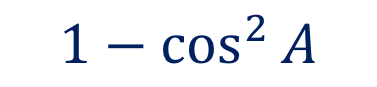 1 − cos² A